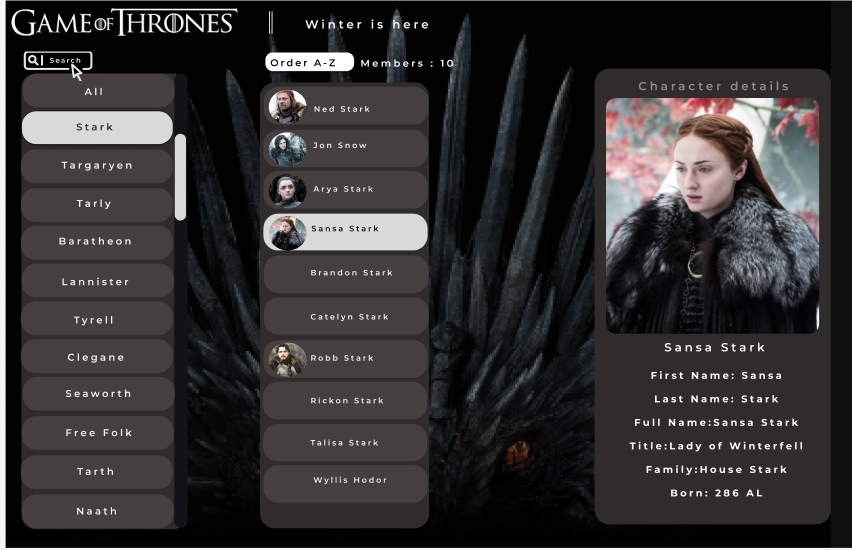 GAME OF THRONES
Winter is here
Search
Order A-Z
Members : 10
All
Stark
Targaryen
Tarly
Baratheon
Lannister
Tyrell
Clegane
Seaworth
Free Folk
Tarth
Naath
Ned Stark
Jon Snow
Arya Stark
Sansa Stark
Brandon Stark
Catelyn Stark
Robb Stark
Rickon Stark
Talisa Stark
Wyllis Hodor
Character details
Sansa Stark
First Name: Sansa
Last Name: Stark
Full Name:Sansa Stark
Title:Lady of Winterfell
Family:House Stark
Born: 286 AL